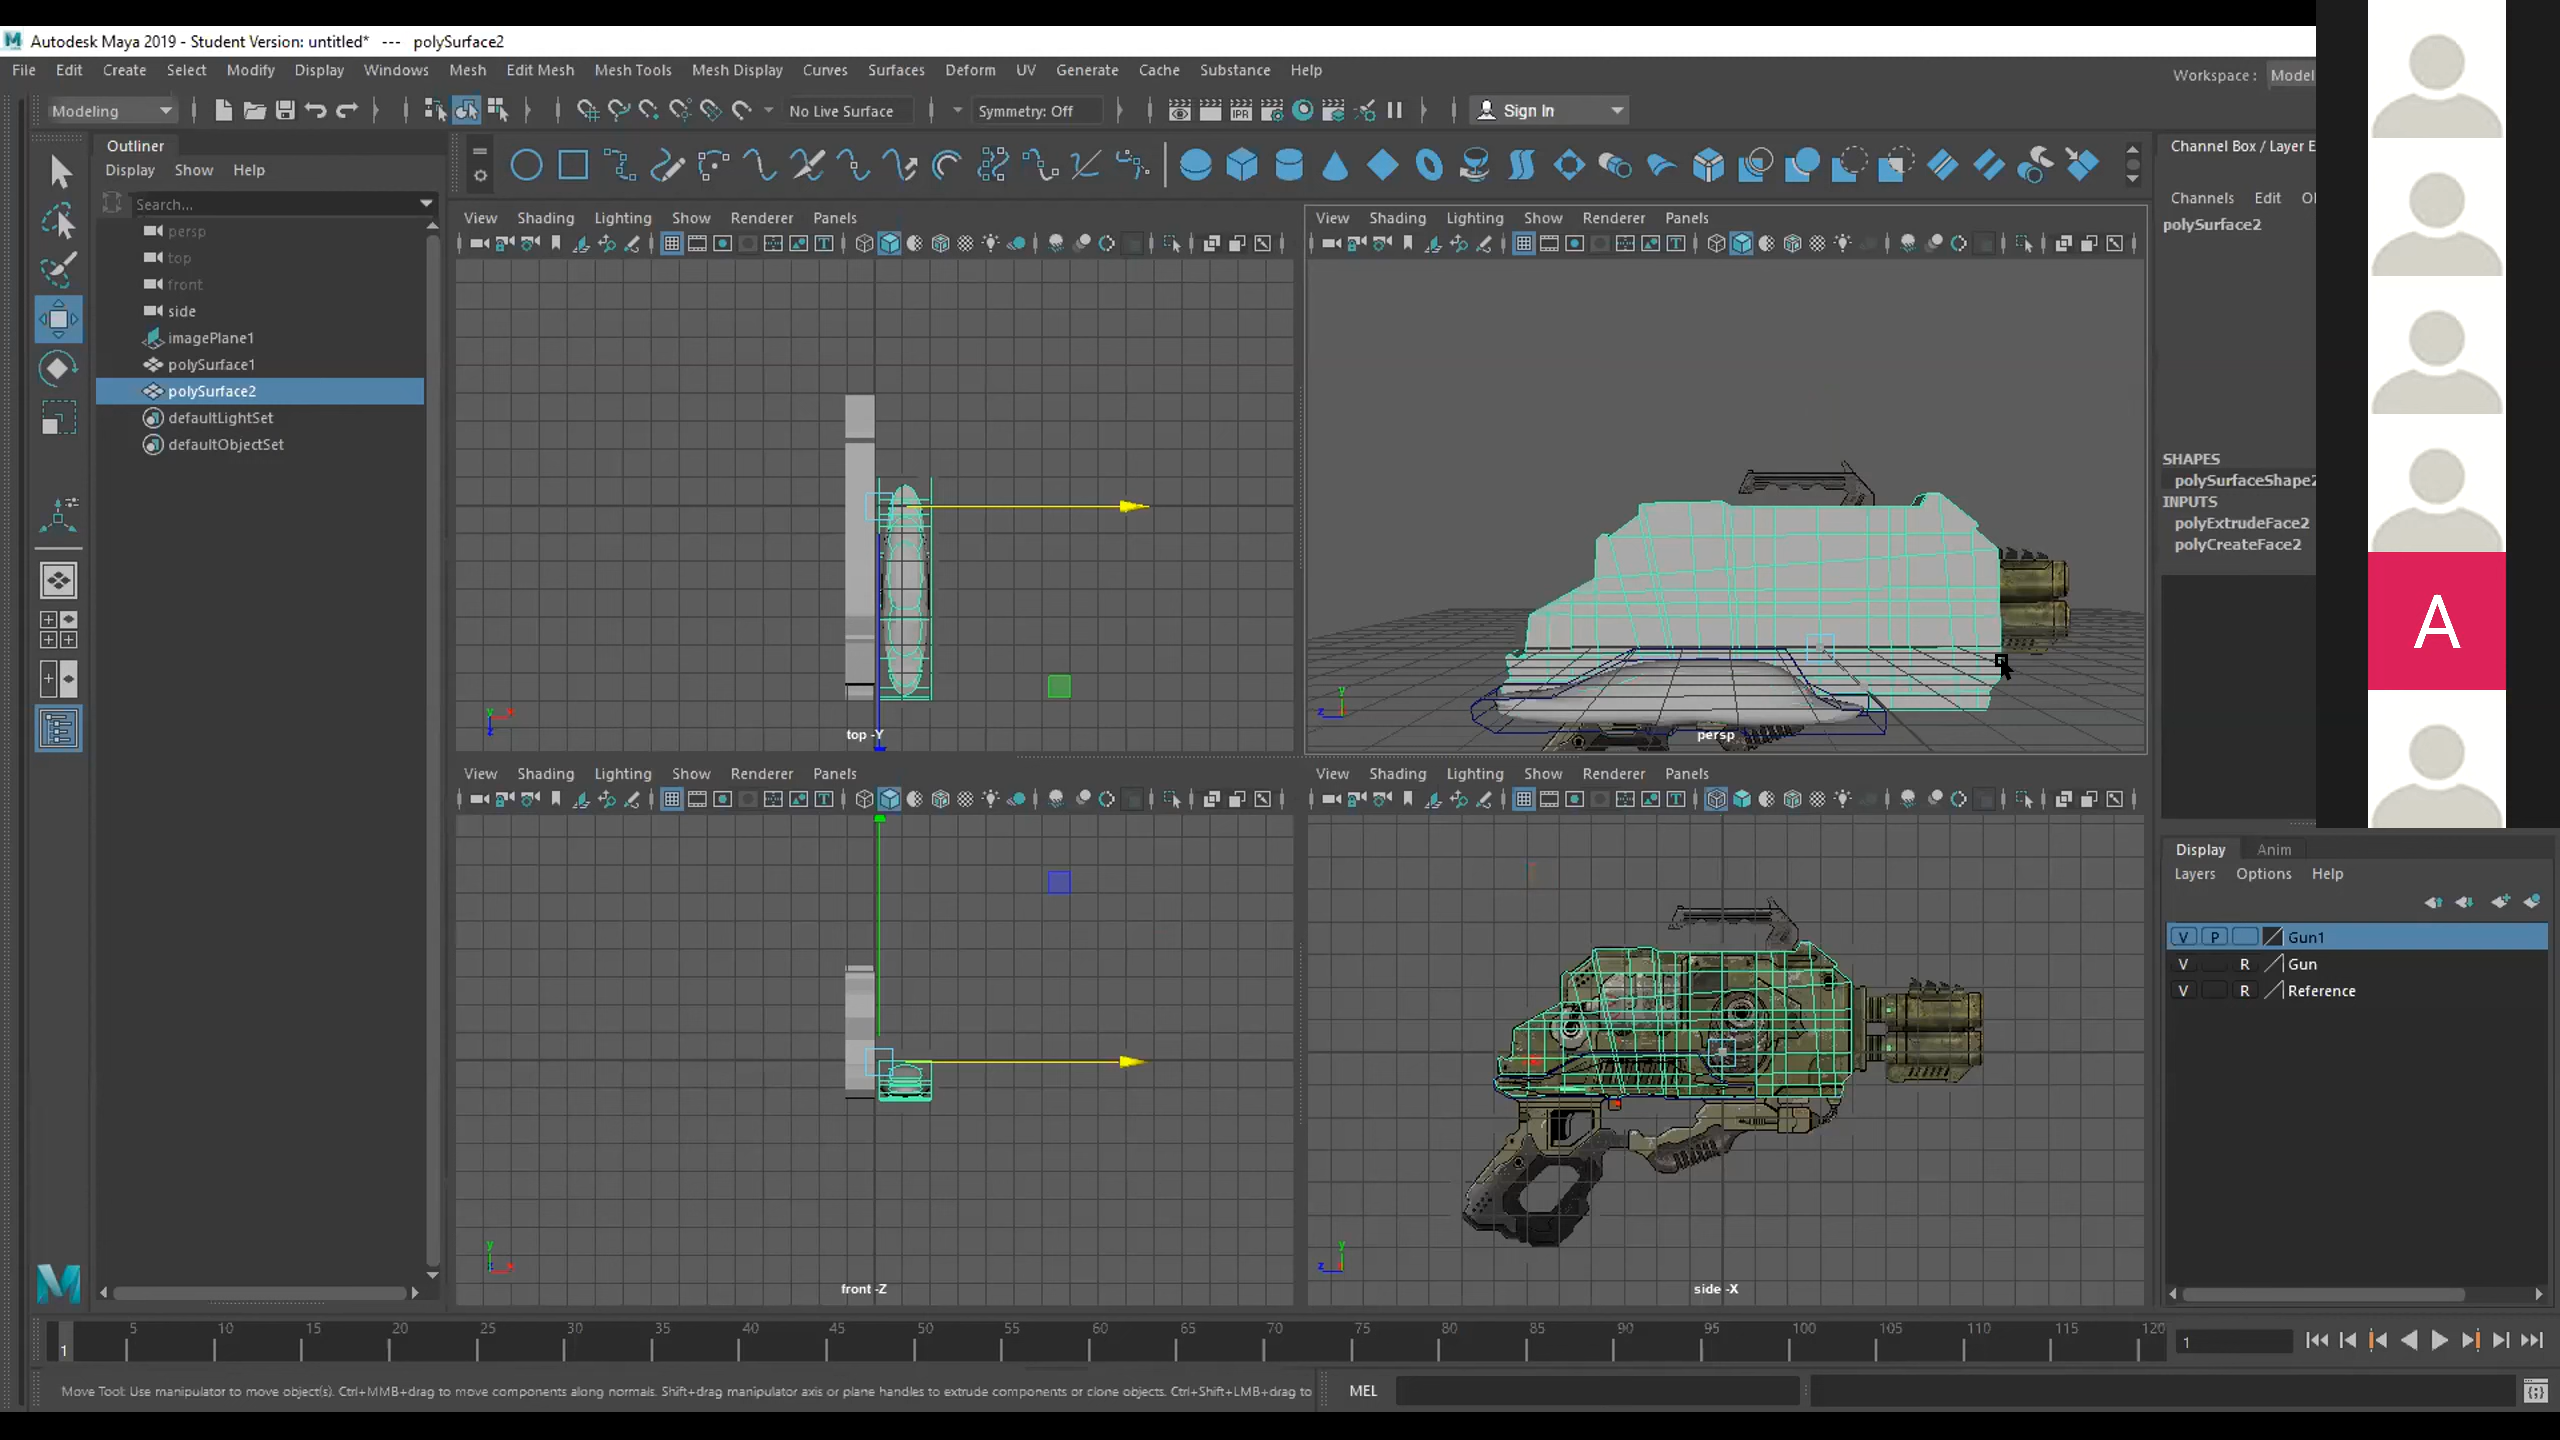 Autodesk Maya 2019 - Student Version: untitled* --- polySurface2
File Edit Create Select Modify Display Windows Mesh Edit Mesh Mesh Tools Mesh Display Curves Surfaces Deform UV Generate Cache Substance Help
Workspace: Model
Modeling
No Live Surface
Symmetry: Off
IPR
Sign In
Outliner
Display Show Help
Search...
persp
top
front
side
imagePlane1
polySurface1
polySurface2
defaultLightSet
defaultObjectSet
View Shading Lighting Show Renderer Panels
top -Y
View Shading Lighting Show Renderer Panels
persp
View Shading Lighting Show Renderer Panels
front -Z
View Shading Lighting Show Renderer Panels
side -X
Channel Box / Layer E
Channels Edit O
polySurface2
SHAPES
polySurfaceShape2
INPUTS
polyExtrudeFace2
polyCreateFace2
A
Display Anim
Layers Options Help
V P Gun1
V R Gun
V R Reference
5 10 15 20 25 30 35 40 45 50 55 60 65 70 75 80 85 90 95 100 105 110 115 120
1
1
Move Tool: Use manipulator to move object(s). Ctrl+MMB+drag to move components along normals. Shift+drag manipulator axis or plane handles to extrude components or clone objects. Ctrl+Shift+LMB+drag to
MEL